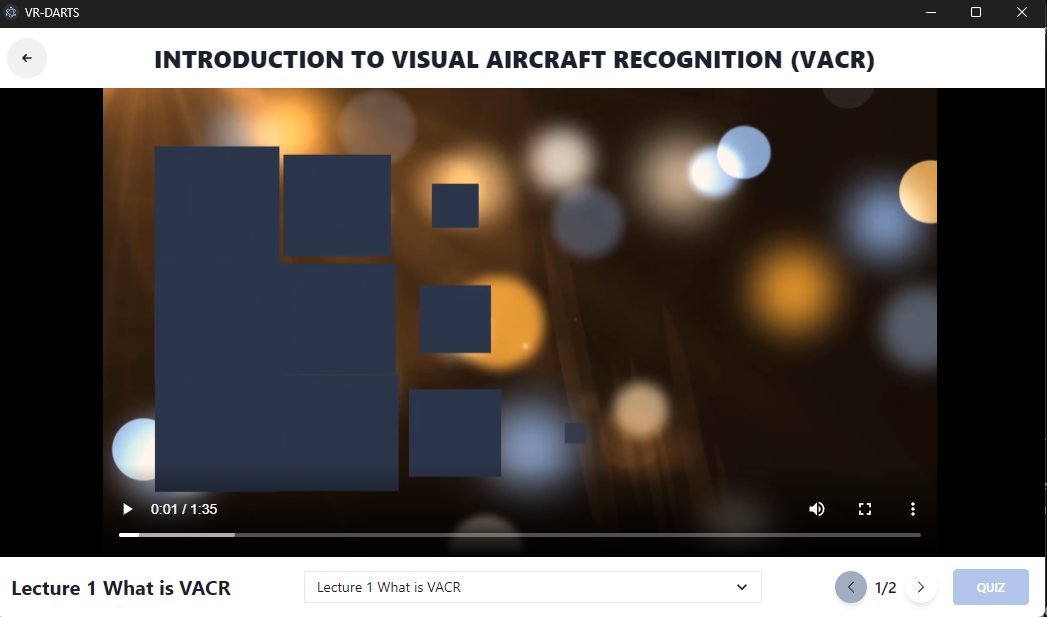 VR-DARTS
INTRODUCTION TO VISUAL AIRCRAFT RECOGNITION (VACR)
0:01 / 1:35
Lecture 1 What is VACR
Lecture 1 What is VACR
1/2
QUIZ